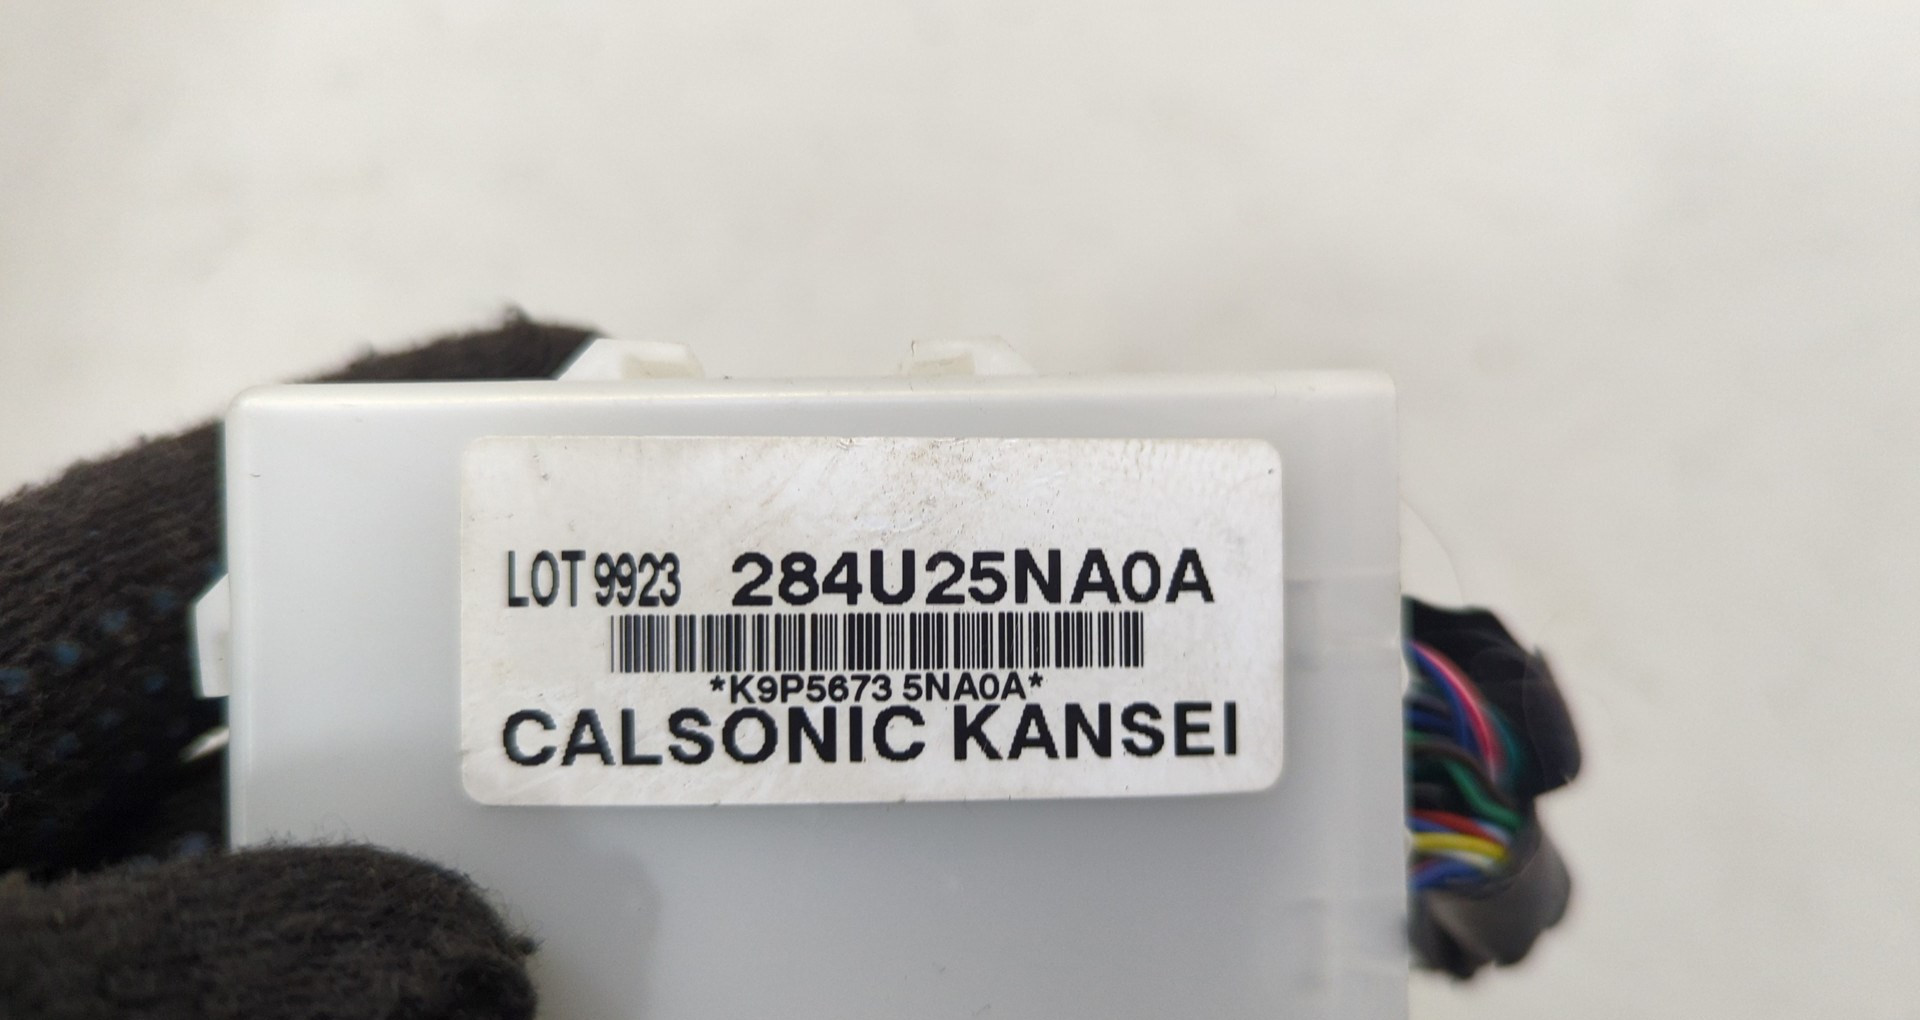 LOT 9923 284U25NA0A
*K9P5673 5NA0A*
CALSONIC KANSEI